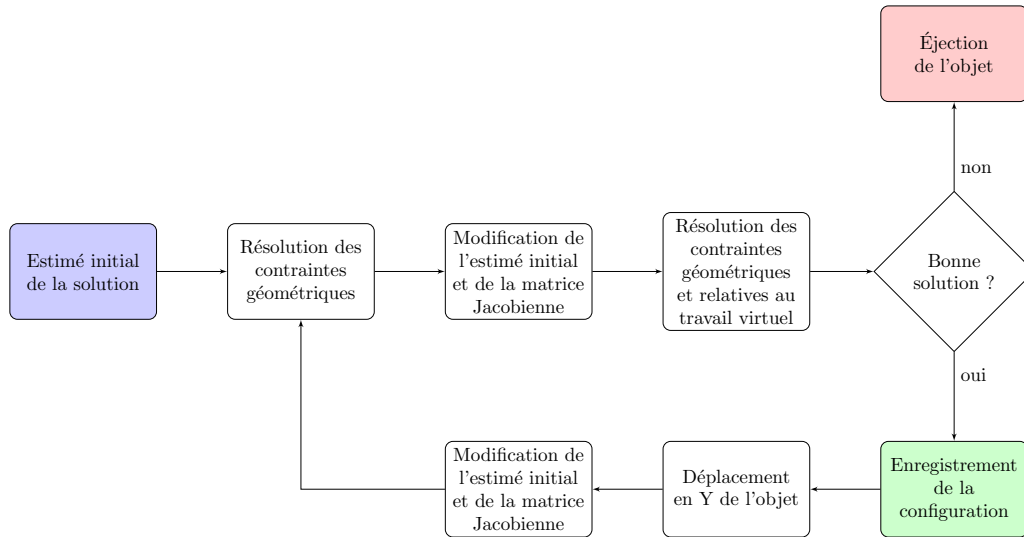 Éjection
de l'objet
non
Estimé initial
de la solution
Résolution des
contraintes
géométriques
Modification de
l'estimé initial
et de la matrice
Jacobienne
Résolution des
contraintes
géométriques
et relatives au
travail virtuel
Bonne
solution ?
oui
Modification de
l'estimé initial
et de la matrice
Jacobienne
Déplacement
en Y de l'objet
Enregistrement
de la
configuration